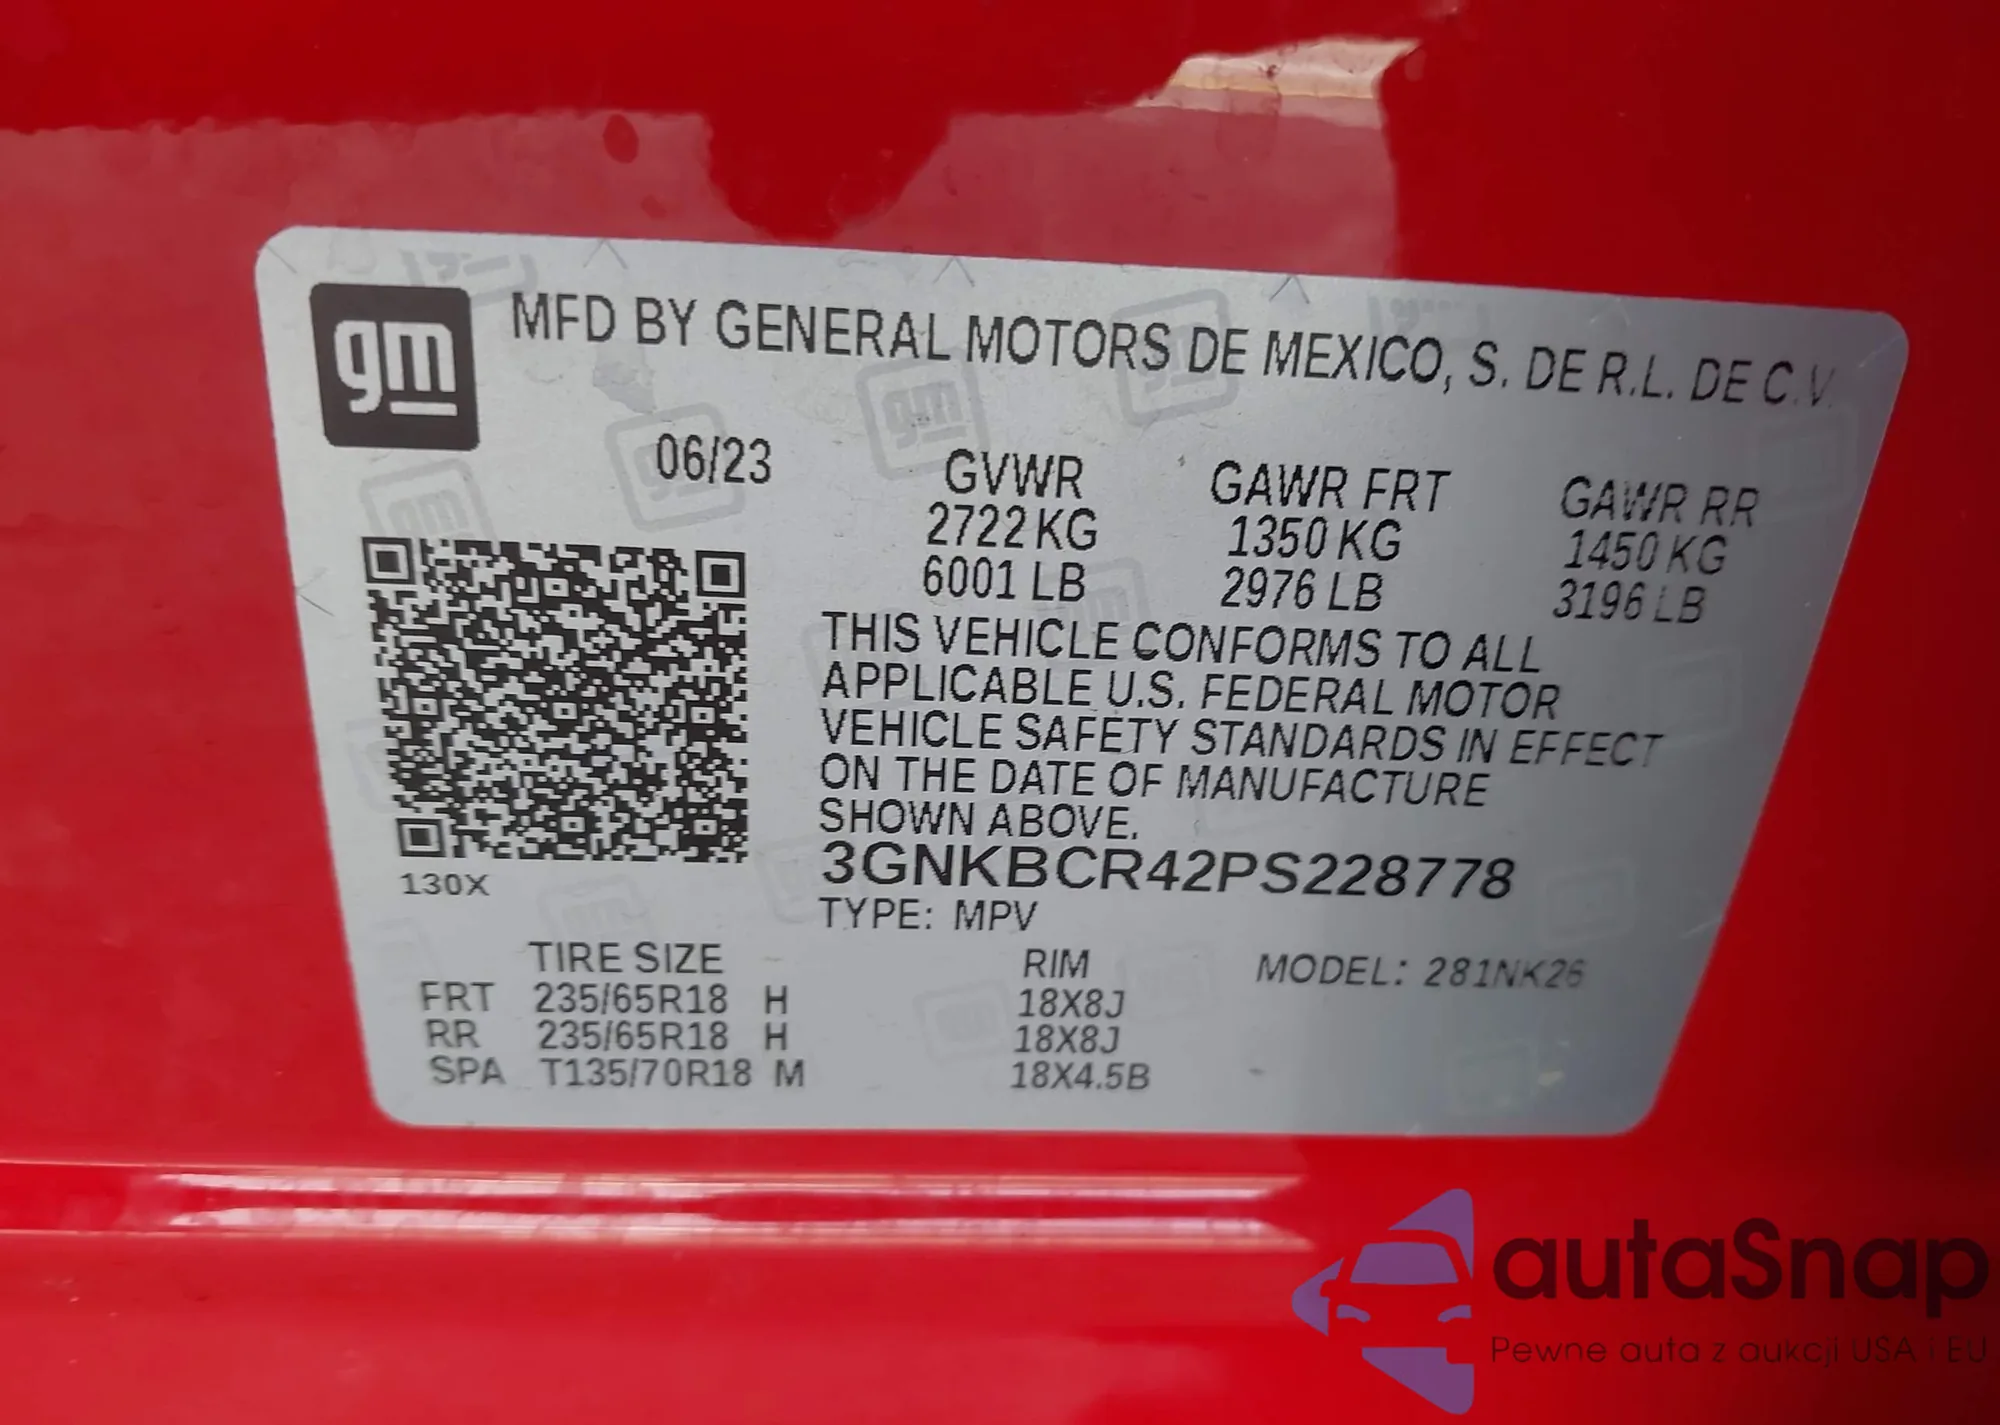 gm
MFD BY GENERAL MOTORS DE MEXICO, S. DE R.L. DE C.V.
06/23
GVWR GAWR FRT GAWR RR
2722 KG 1350 KG 1450 KG
6001 LB 2976 LB 3196 LB
THIS VEHICLE CONFORMS TO ALL
APPLICABLE U.S. FEDERAL MOTOR
VEHICLE SAFETY STANDARDS IN EFFECT
ON THE DATE OF MANUFACTURE
SHOWN ABOVE.
3GNKBCR42PS228778
130X
TYPE: MPV
TIRE SIZE RIM MODEL: 281NK26
FRT 235/65R18 H 18X8J
RR 235/65R18 H 18X8J
SPA T135/70R18 M 18X4.5B
autaSnap
Pewne auta z aukcji USA i EU